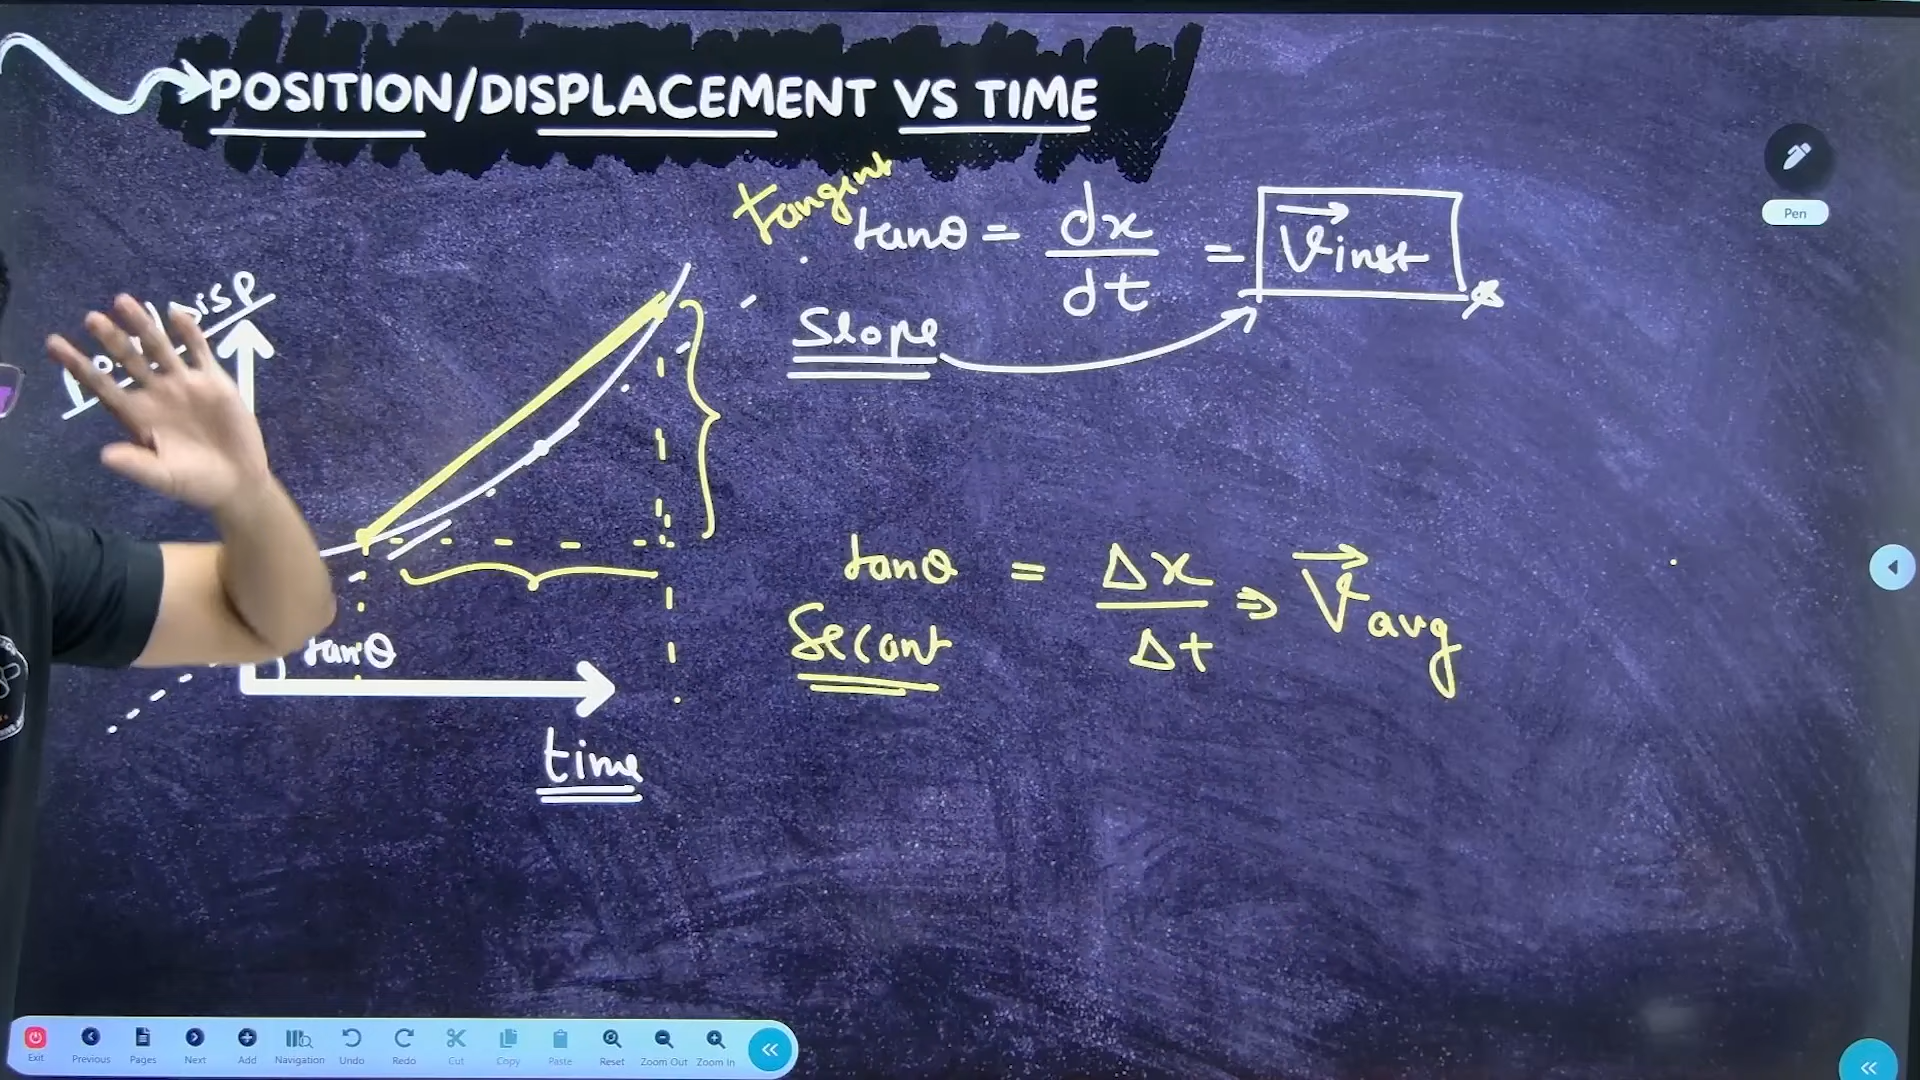 POSITION/DISPLACEMENT VS TIME
Pen
tangent
tanθ = dx/dt = V⃗inst
Slope
Disp
tanθ = Δx/Δt ⇒ V⃗avg
Secant
tanθ
time
Exit Previous Pages Next Add Navigation Undo Redo Cut Copy Paste Reset Zoom Out Zoom In